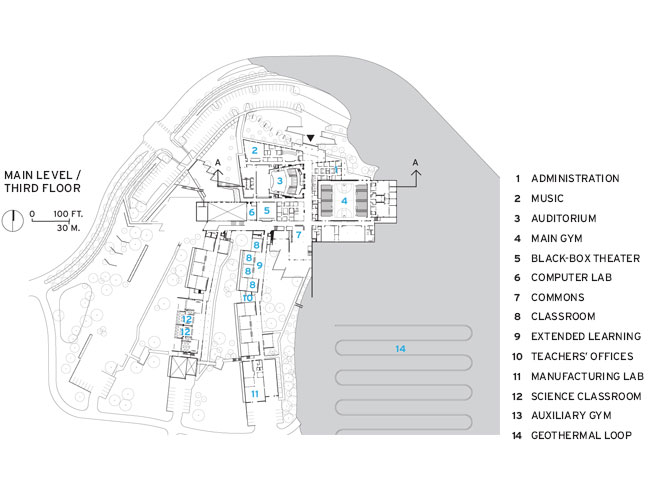 MAIN LEVEL /
THIRD FLOOR
0 100 FT.
30 M.
A
A
1
2
3
4
5
6
7
8
8
8
8
9
10
11
12
12
14
1 ADMINISTRATION
2 MUSIC
3 AUDITORIUM
4 MAIN GYM
5 BLACK-BOX THEATER
6 COMPUTER LAB
7 COMMONS
8 CLASSROOM
9 EXTENDED LEARNING
10 TEACHERS' OFFICES
11 MANUFACTURING LAB
12 SCIENCE CLASSROOM
13 AUXILIARY GYM
14 GEOTHERMAL LOOP